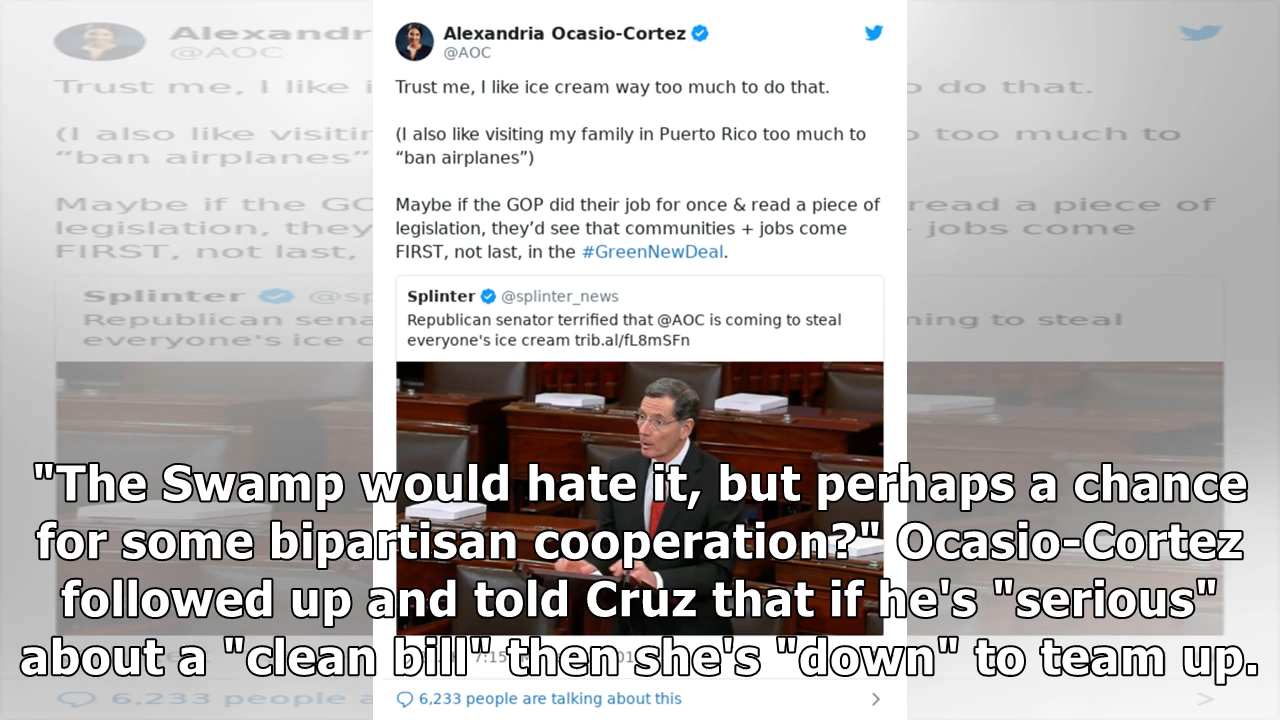 Alexandria Ocasio-Cortez
@AOC
Trust me, I like ice cream way too much to do that.
(I also like visiting my family in Puerto Rico too much to
“ban airplanes”)
Maybe if the GOP did their job for once & read a piece of
legislation, they’d see that communities + jobs come
FIRST, not last, in the #GreenNewDeal.
Splinter @splinter_news
Republican senator terrified that @AOC is coming to steal
everyone's ice cream trib.al/fL8mSFn
"The Swamp would hate it, but perhaps a chance
for some bipartisan cooperation?" Ocasio-Cortez
followed up and told Cruz that if he's "serious"
about a "clean bill" then she's "down" to team up.
6,233 people are talking about this